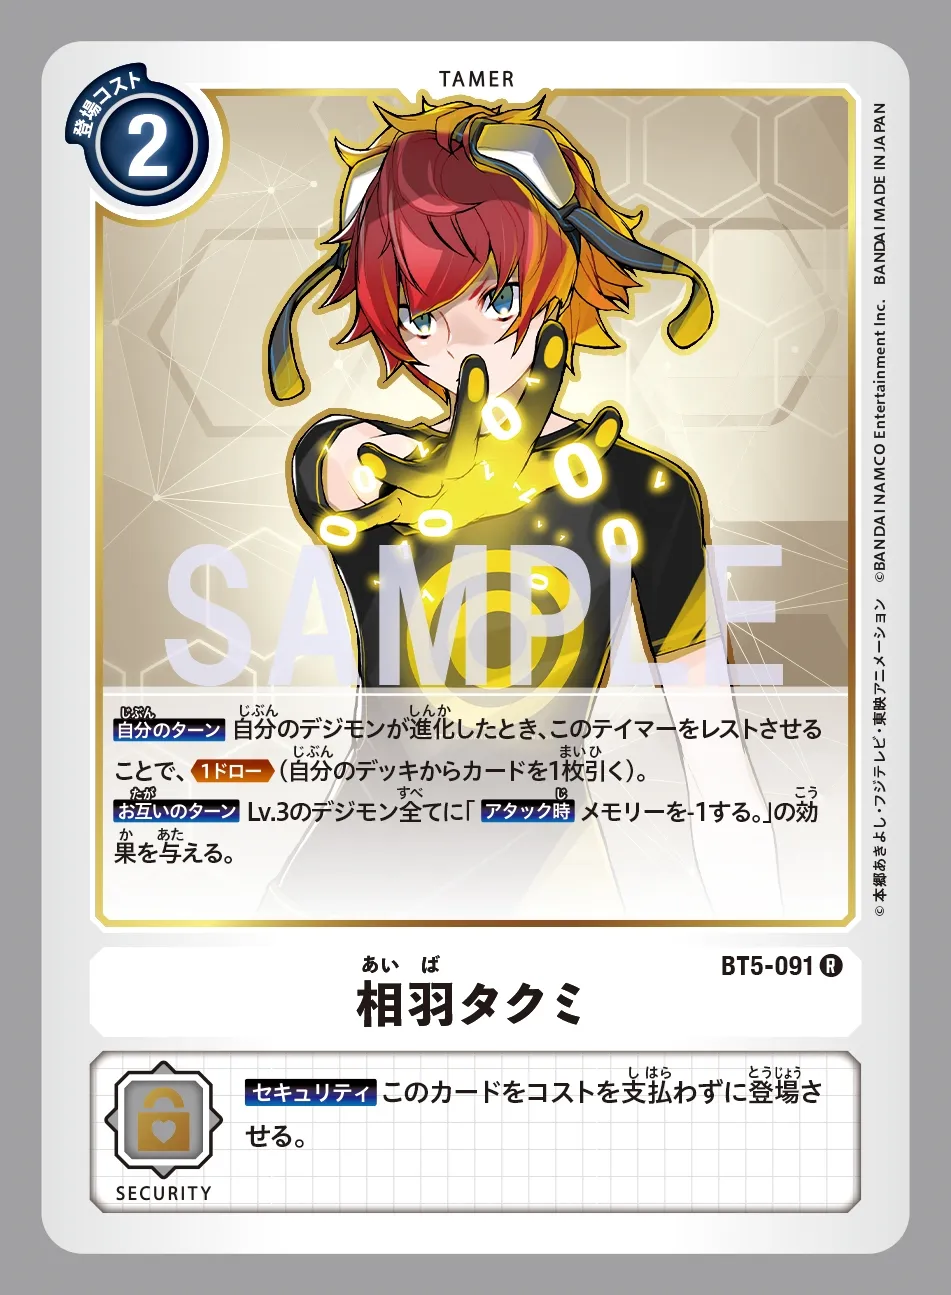 TAMER
登場コスト
2
SAMPLE
自分のターン 自分のデジモンが進化したとき、このテイマーをレストさせる
ことで、1ドロー(自分のデッキからカードを1枚引く)。
お互いのターン Lv.3のデジモン全てに「アタック時 メモリーを-1する。」の効
果を与える。
©本郷あきよし・フジテレビ・東映アニメーション ©BANDAI NAMCO Entertainment Inc. BANDAI MADE IN JAPAN
BT5-091 R
あいば
相羽タクミ
セキュリティ このカードをコストを支払わずに登場さ
せる。
SECURITY